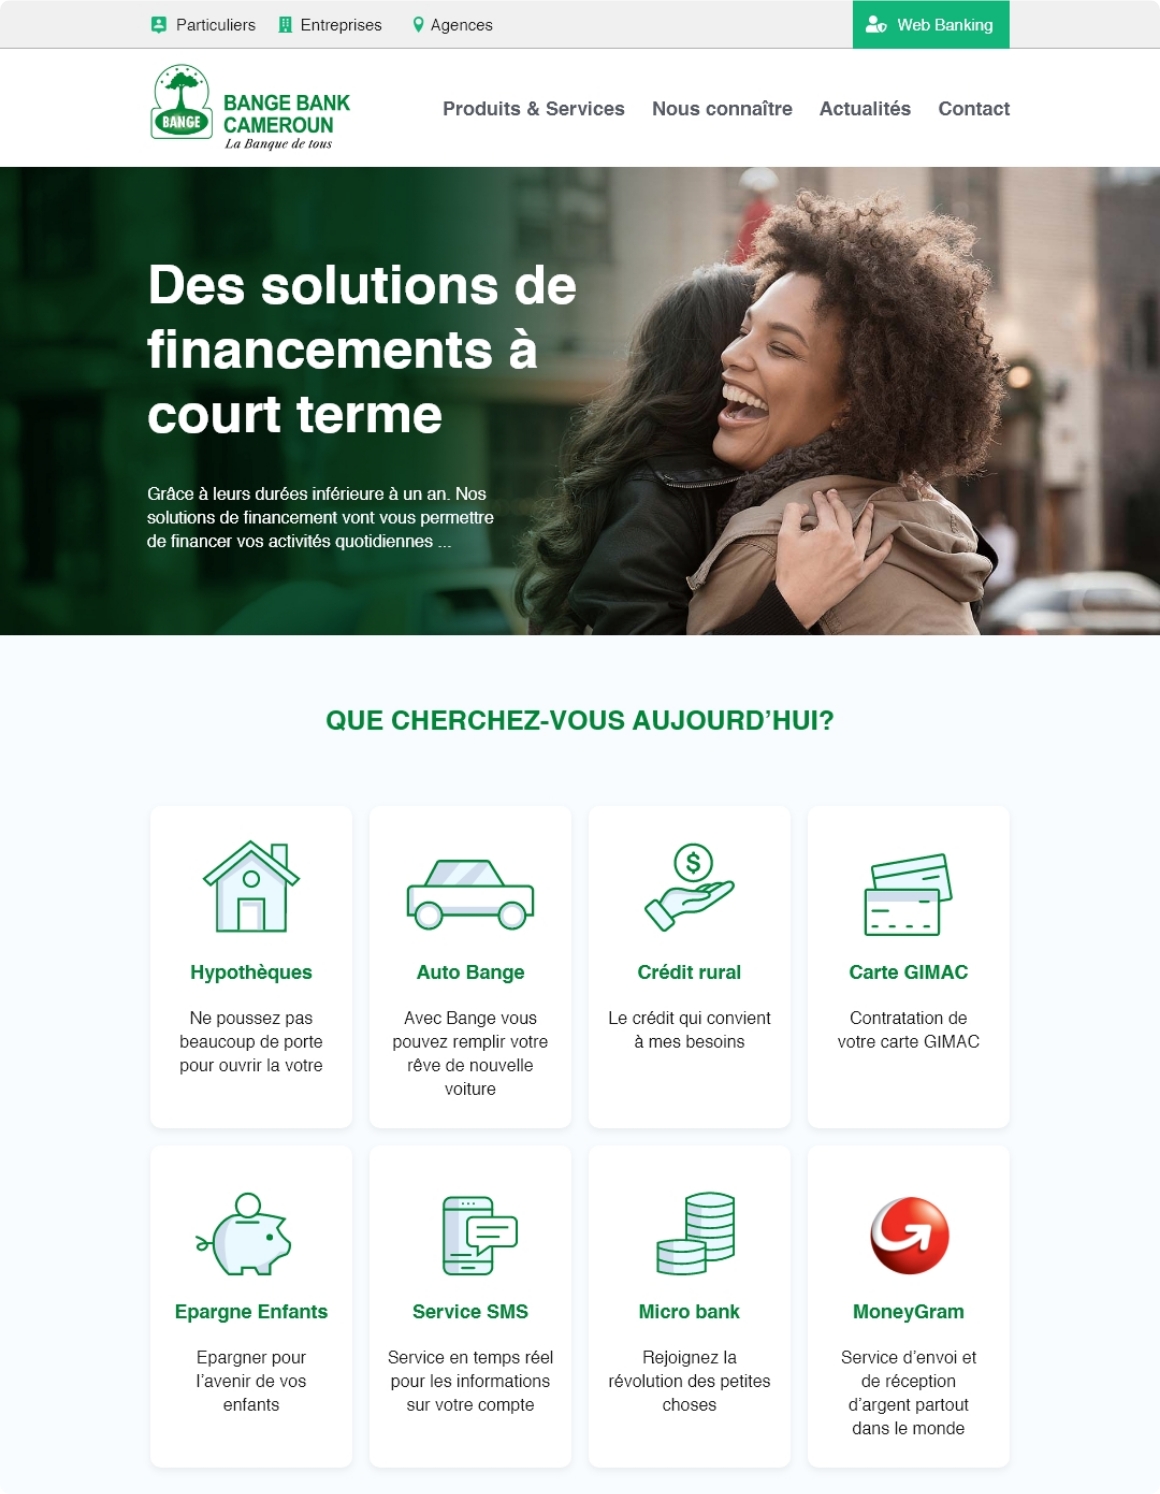 Particuliers
Entreprises
Agences
Web Banking
BANGE
BANGE BANK
CAMEROUN
La Banque de tous
Produits & Services
Nous connaître
Actualités
Contact
Des solutions de
financements à
court terme
Grâce à leurs durées inférieure à un an. Nos
solutions de financement vont vous permettre
de financer vos activités quotidiennes ...
QUE CHERCHEZ-VOUS AUJOURD’HUI?
Hypothèques
Ne poussez pas
beaucoup de porte
pour ouvrir la votre
Auto Bange
Avec Bange vous
pouvez remplir votre
rêve de nouvelle
voiture
$
Crédit rural
Le crédit qui convient
à mes besoins
Carte GIMAC
Contratation de
votre carte GIMAC
Epargne Enfants
Epargner pour
l’avenir de vos
enfants
Service SMS
Service en temps réel
pour les informations
sur votre compte
Micro bank
Rejoignez la
révolution des petites
choses
MoneyGram
Service d’envoi et
de réception
d’argent partout
dans le monde